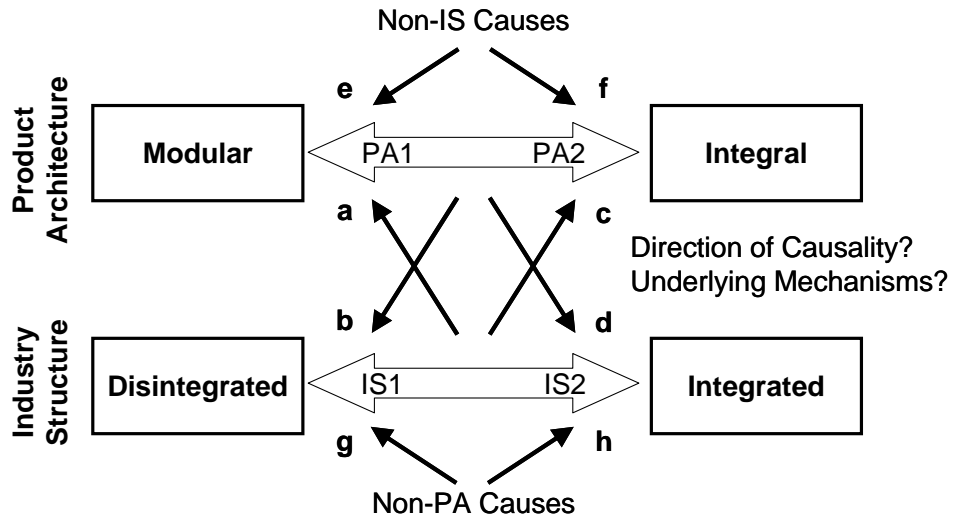 Non-IS Causes
e
f
Product
Architecture
Modular
PA1
PA2
Integral
a
c
Direction of Causality?
Underlying Mechanisms?
b
d
Industry
Structure
Disintegrated
IS1
IS2
Integrated
g
h
Non-PA Causes